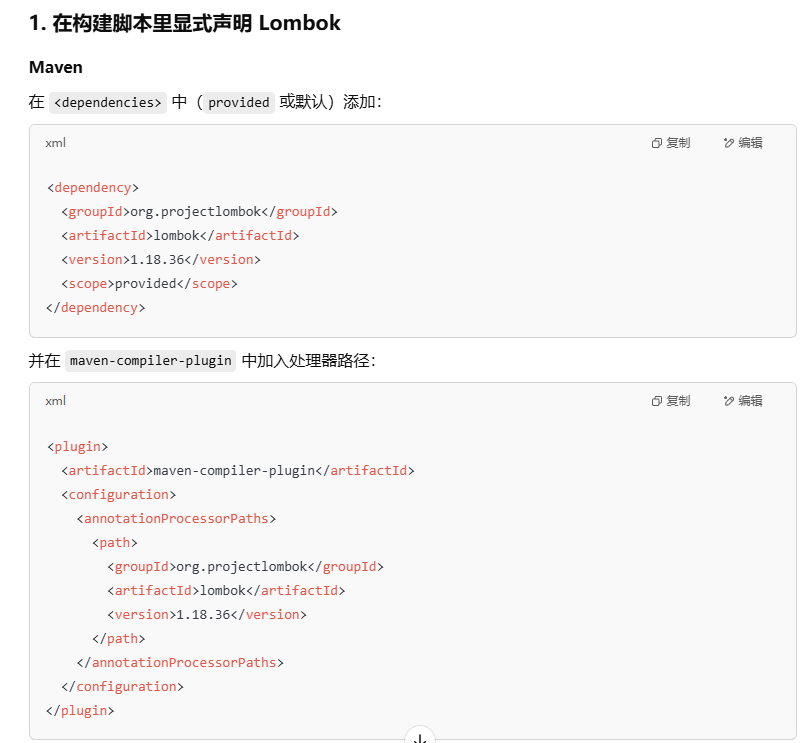 1. 在构建脚本里显式声明 Lombok
Maven
在 <dependencies> 中（provided 或默认）添加：
xml 复制 编辑
<dependency>
  <groupId>org.projectlombok</groupId>
  <artifactId>lombok</artifactId>
  <version>1.18.36</version>
  <scope>provided</scope>
</dependency>
并在 maven-compiler-plugin 中加入处理器路径：
xml 复制 编辑
<plugin>
  <artifactId>maven-compiler-plugin</artifactId>
  <configuration>
    <annotationProcessorPaths>
      <path>
        <groupId>org.projectlombok</groupId>
        <artifactId>lombok</artifactId>
        <version>1.18.36</version>
      </path>
    </annotationProcessorPaths>
  </configuration>
</plugin>